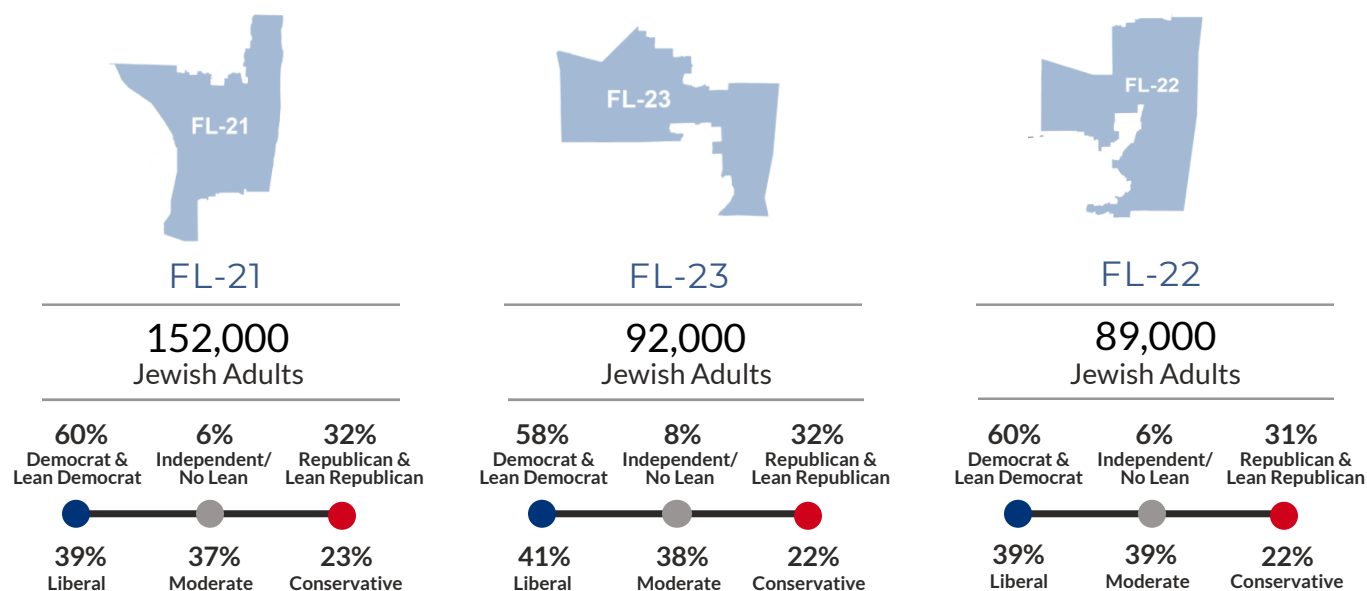 FL-21
FL-21
152,000
Jewish Adults
60%
Democrat &
Lean Democrat
6%
Independent/
No Lean
32%
Republican &
Lean Republican
39%
Liberal
37%
Moderate
23%
Conservative
FL-23
FL-23
92,000
Jewish Adults
58%
Democrat &
Lean Democrat
8%
Independent/
No Lean
32%
Republican &
Lean Republican
41%
Liberal
38%
Moderate
22%
Conservative
FL-22
FL-22
89,000
Jewish Adults
60%
Democrat &
Lean Democrat
6%
Independent/
No Lean
31%
Republican &
Lean Republican
39%
Liberal
39%
Moderate
22%
Conservative